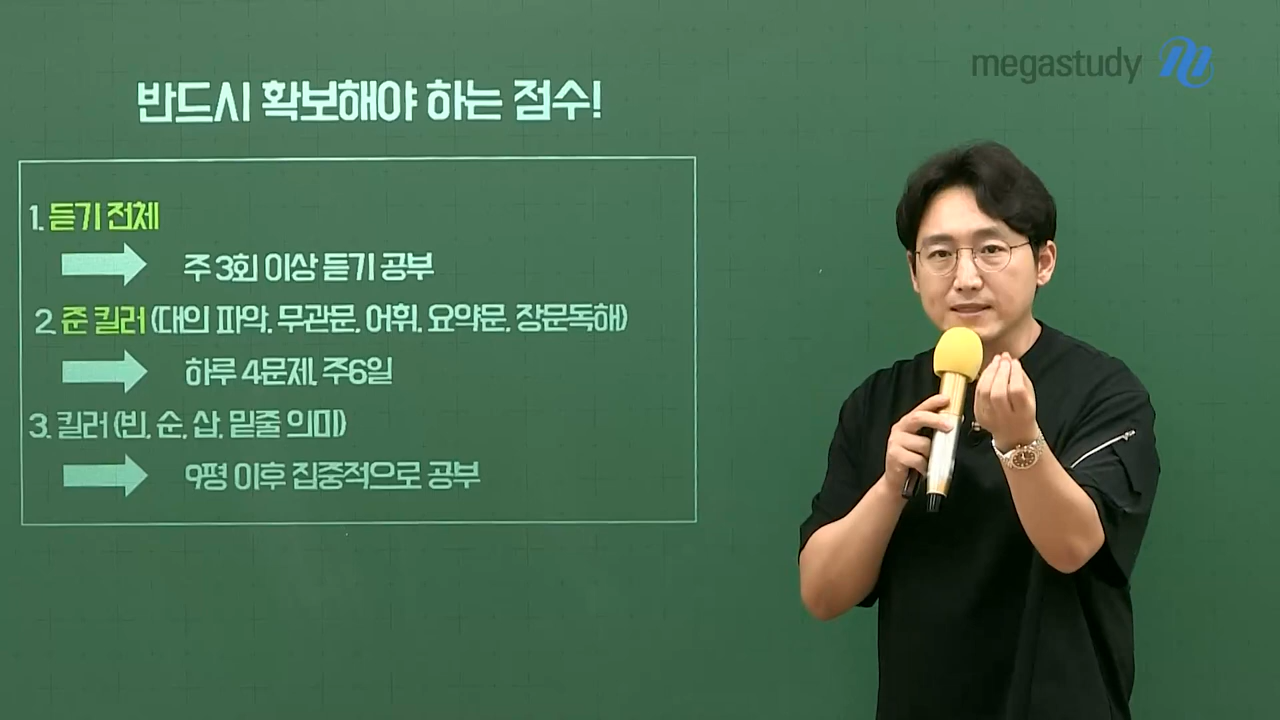 megastudy
반드시 확보해야 하는 점수!
1. 듣기 전체
주 3회 이상 듣기 공부
2. 준 킬러 (대인 파악, 무관문, 어휘, 요약문, 장문독해)
하루 4문제, 주6일
3. 킬러 (빈, 순, 삽, 밑줄 의미)
9평 이후 집중적으로 공부